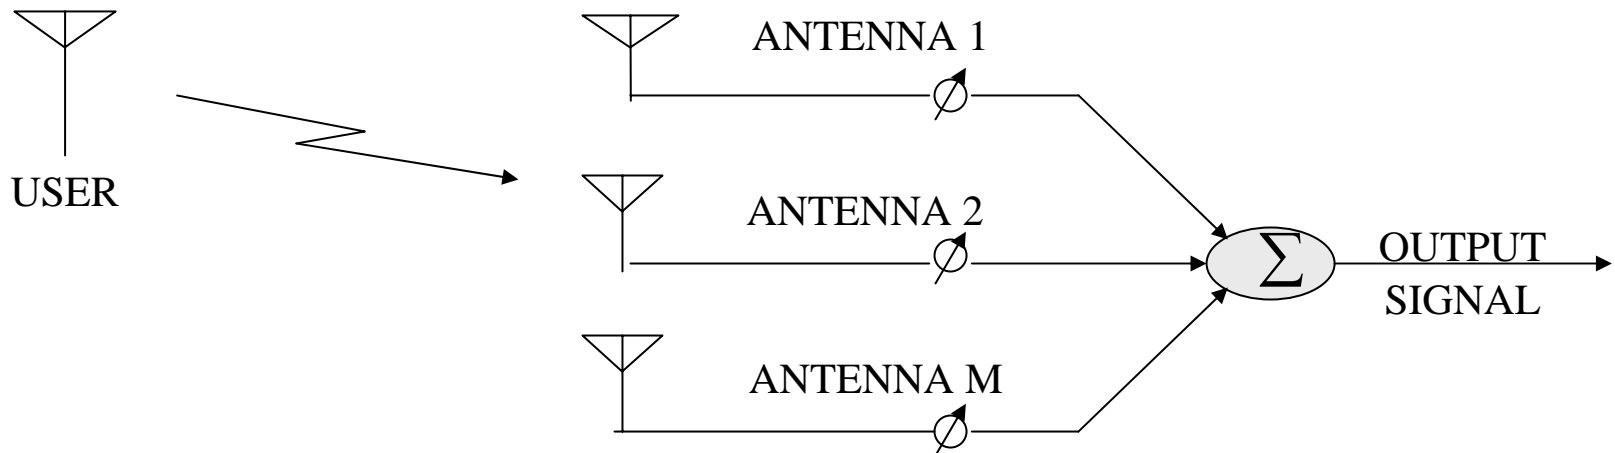 ANTENNA 1
USER
ANTENNA 2
Σ
OUTPUT
SIGNAL
ANTENNA M